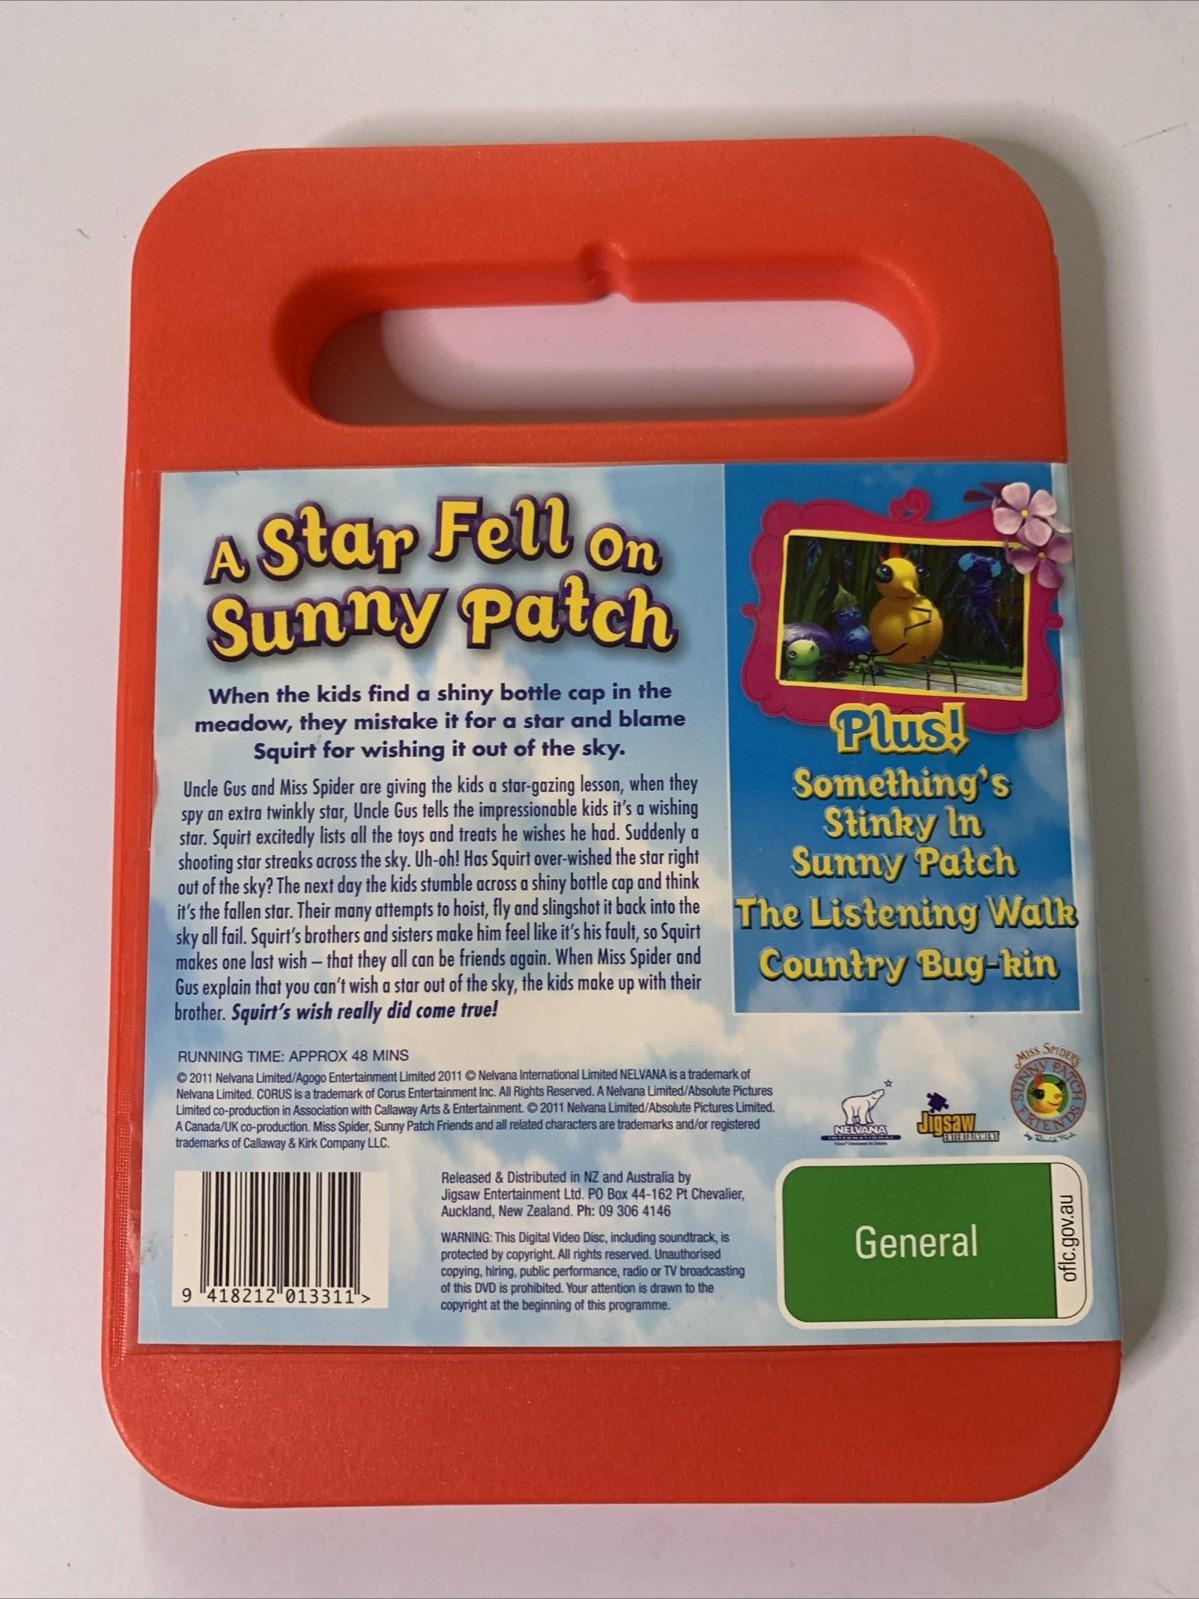 A Star Fell On
Sunny Patch
When the kids find a shiny bottle cap in the
meadow, they mistake it for a star and blame
Squirt for wishing it out of the sky.
Uncle Gus and Miss Spider are giving the kids a star-gazing lesson, when they
spy an extra twinkly star, Uncle Gus tells the impressionable kids it's a wishing
star. Squirt excitedly lists all the toys and treats he wishes he had. Suddenly a
shooting star streaks across the sky. Uh-oh! Has Squirt over-wished the star right
out of the sky? The next day the kids stumble across a shiny bottle cap and think
it's the fallen star. Their many attempts to hoist, fly and slingshot it back into the
sky all fail. Squirt's brothers and sisters make him feel like it's his fault, so Squirt
makes one last wish – that they all can be friends again. When Miss Spider and
Gus explain that you can't wish a star out of the sky, the kids make up with their
brother. Squirt's wish really did come true!
Plus!
Something's
Stinky In
Sunny Patch
The Listening Walk
Country Bug-kin
RUNNING TIME: APPROX 48 MINS
© 2011 Nelvana Limited/Agogo Entertainment Limited 2011 © Nelvana International Limited NELVANA is a trademark of
Nelvana Limited. CORUS is a trademark of Corus Entertainment Inc. All Rights Reserved. A Nelvana Limited/Absolute Pictures
Limited co-production in Association with Callaway Arts & Entertainment. © 2011 Nelvana Limited/Absolute Pictures Limited.
A Canada/UK co-production. Miss Spider, Sunny Patch Friends and all related characters are trademarks and/or registered
trademarks of Callaway & Kirk Company LLC.
NELVANA
INTERNATIONAL
Jigsaw
ENTERTAINMENT
MISS SPIDER'S
SUNNY PATCH
FRIENDS
by David Kirk
9 418212 013311 >
Released & Distributed in NZ and Australia by
Jigsaw Entertainment Ltd. PO Box 44-162 Pt Chevalier,
Auckland, New Zealand. Ph: 09 306 4146
WARNING: This Digital Video Disc, including soundtrack, is
protected by copyright. All rights reserved. Unauthorised
copying, hiring, public performance, radio or TV broadcasting
of this DVD is prohibited. Your attention is drawn to the
copyright at the beginning of this programme.
General
oflc.gov.au